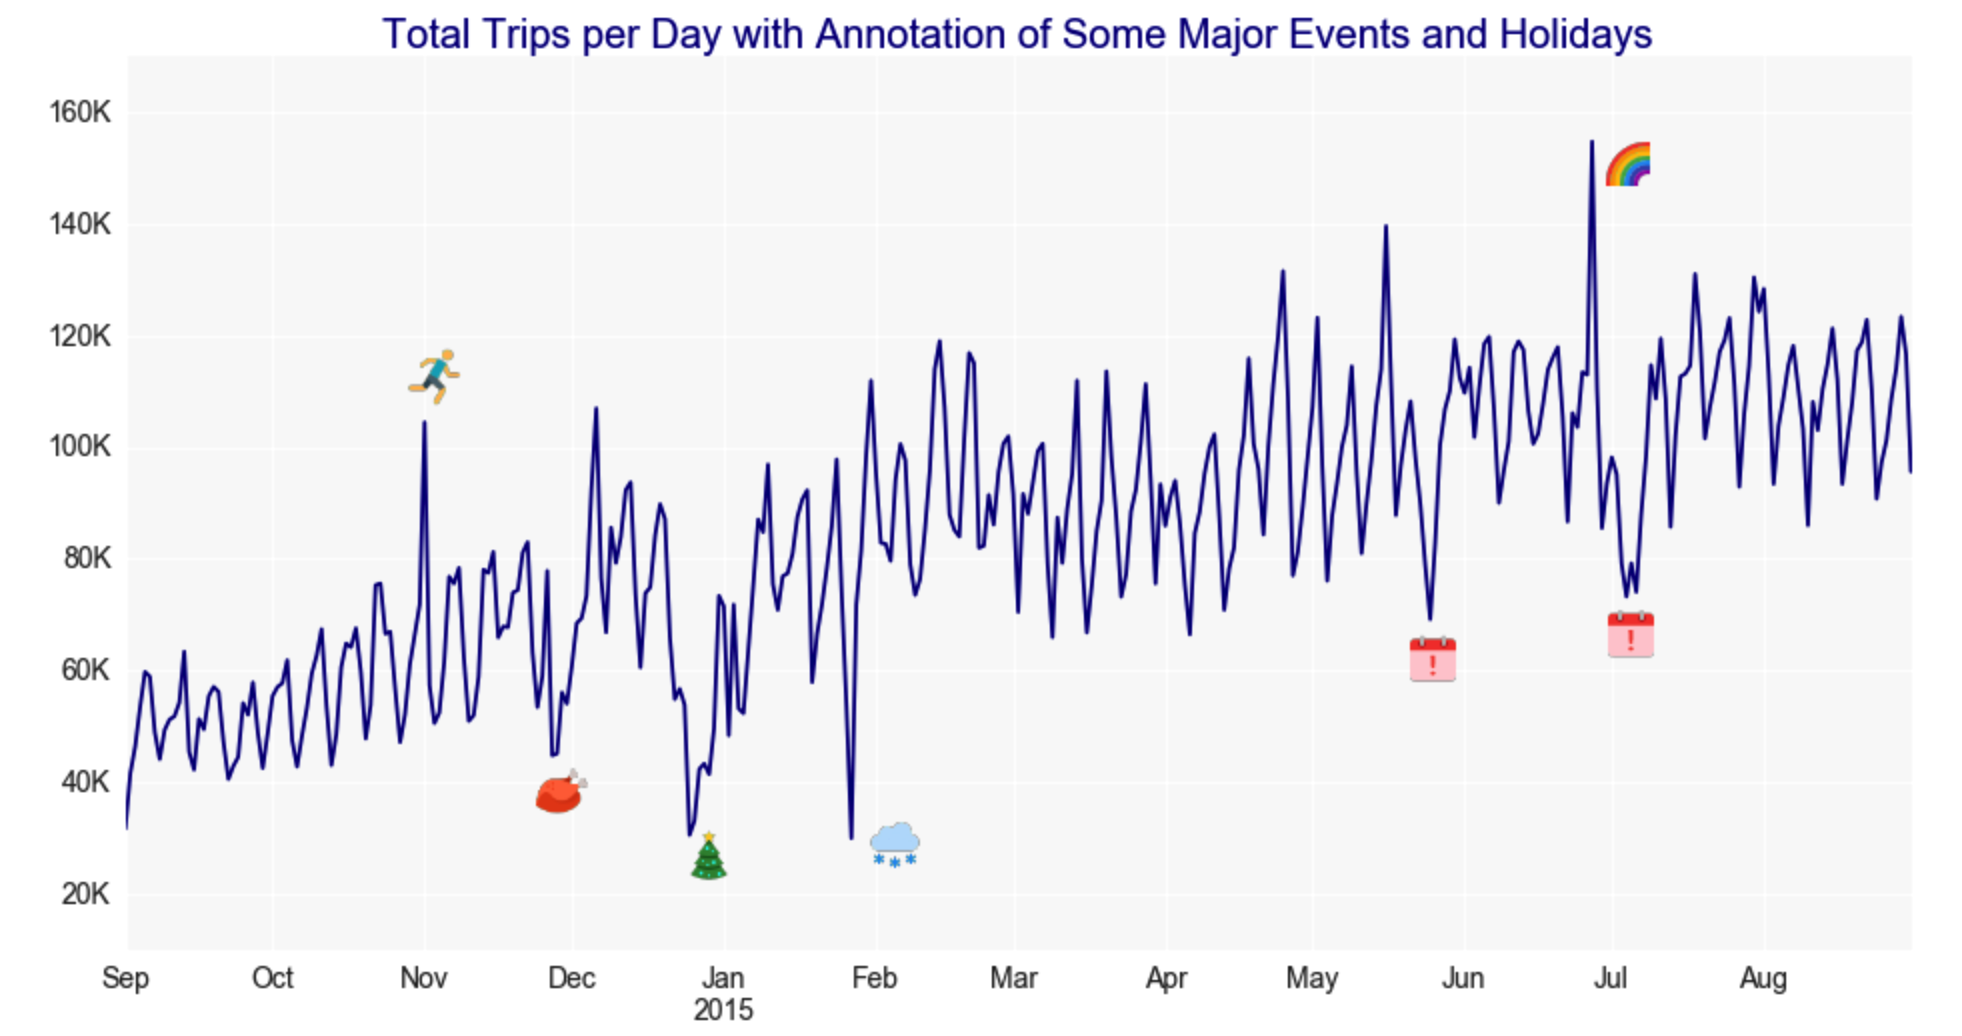 Total Trips per Day with Annotation of Some Major Events and Holidays
160K
140K
120K
100K
80K
60K
40K
20K
!
!
Sep Oct Nov Dec Jan Feb Mar Apr May Jun Jul Aug
2015